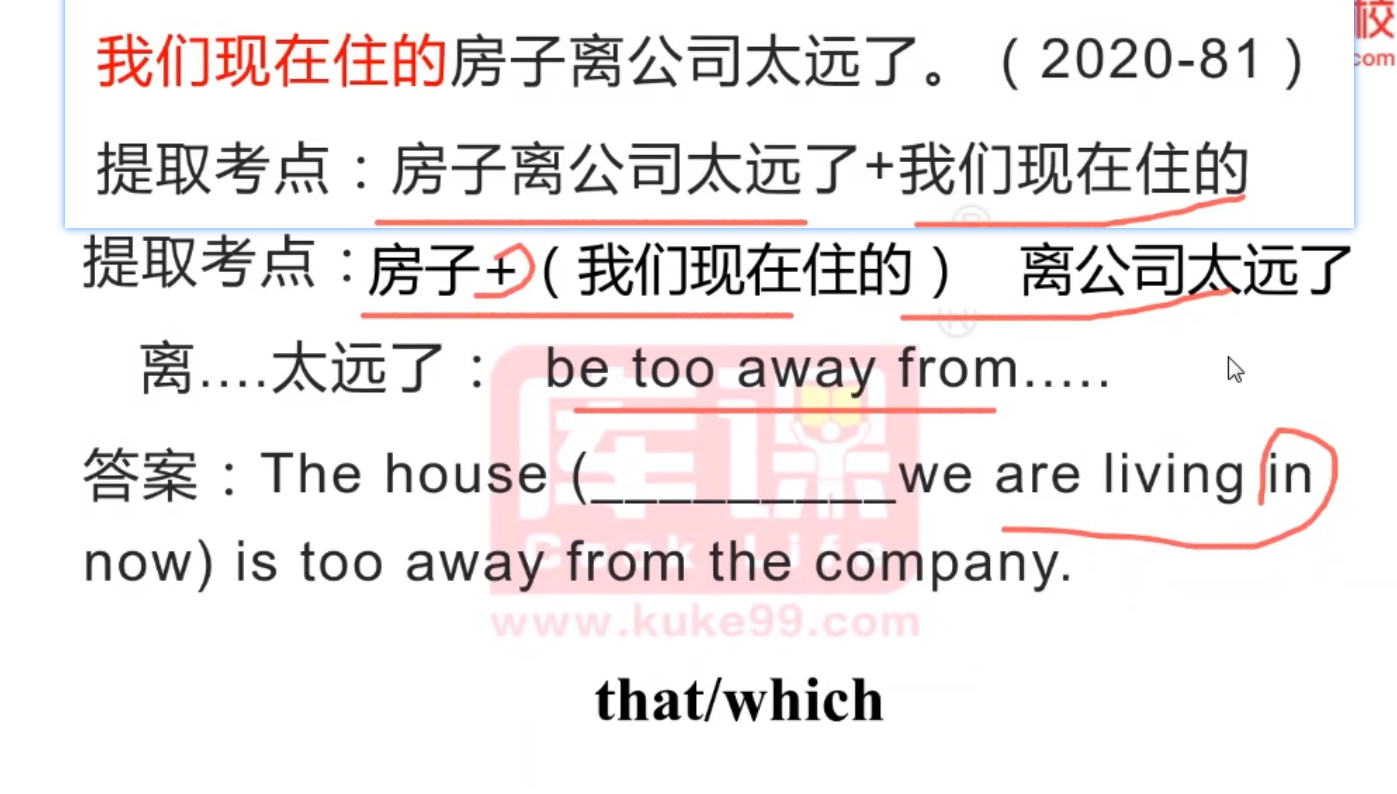 校
com
我们现在住的房子离公司太远了。（2020-81）
提取考点：房子离公司太远了+我们现在住的
提取考点：房子+（我们现在住的） 离公司太远了
离....太远了： be too away from.....
库课
答案：The house (__________we are living in
now) is too away from the company.
www.kuke99.com
that/which